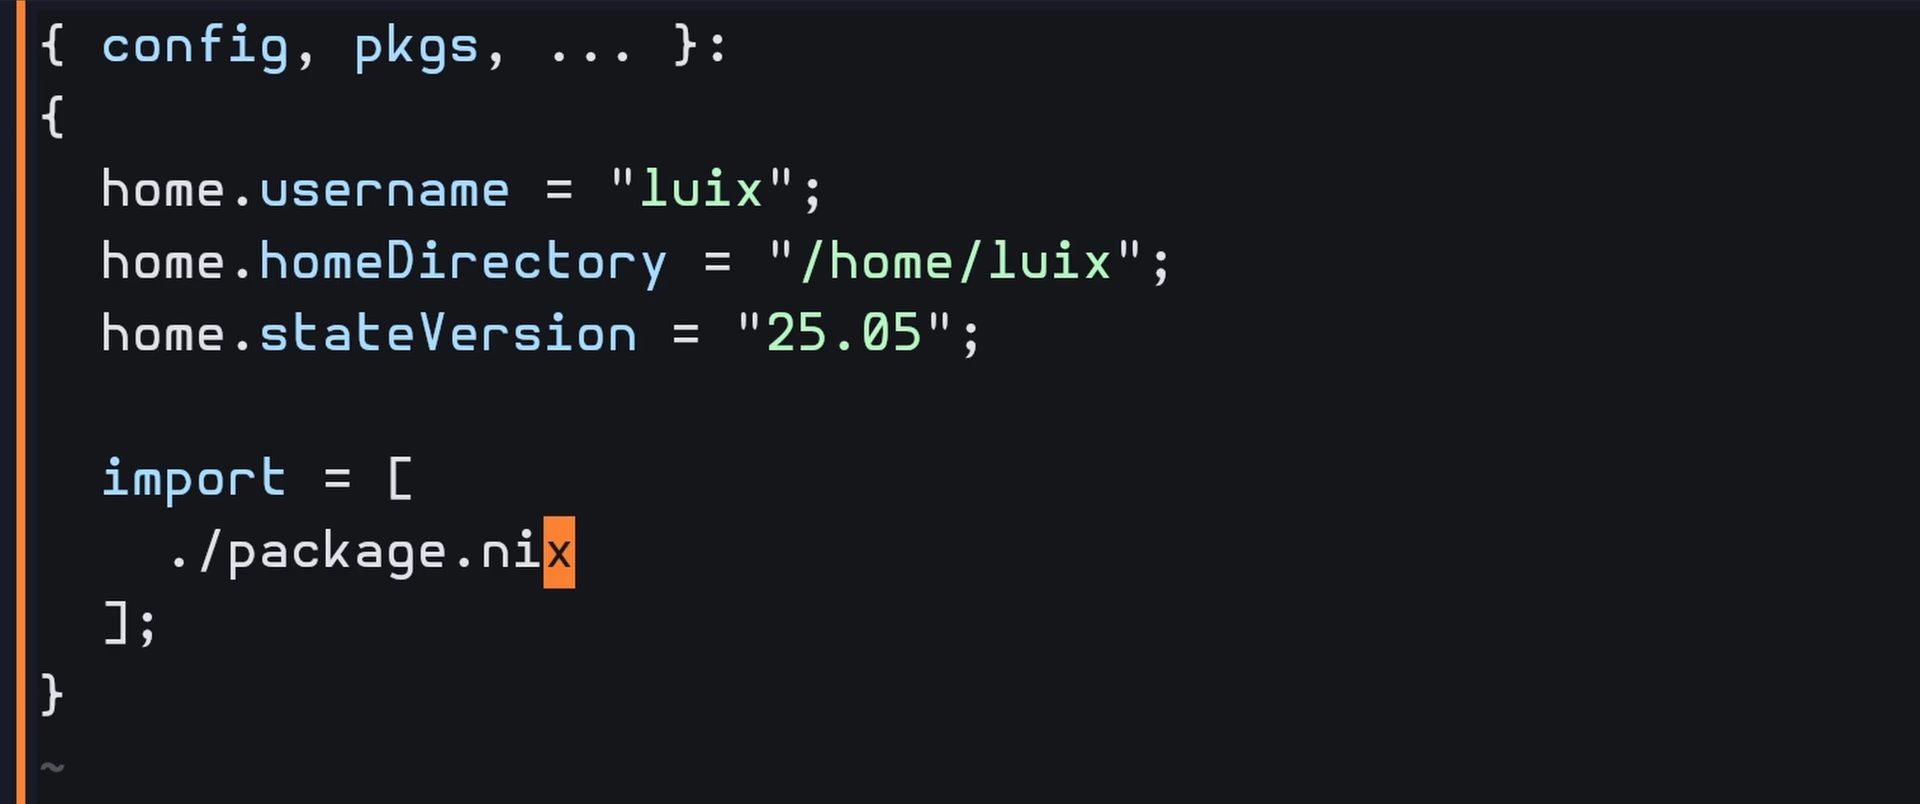 { config, pkgs, ... }:
{
  home.username = "luix";
  home.homeDirectory = "/home/luix";
  home.stateVersion = "25.05";

  import = [
    ./package.nix
  ];
}
~